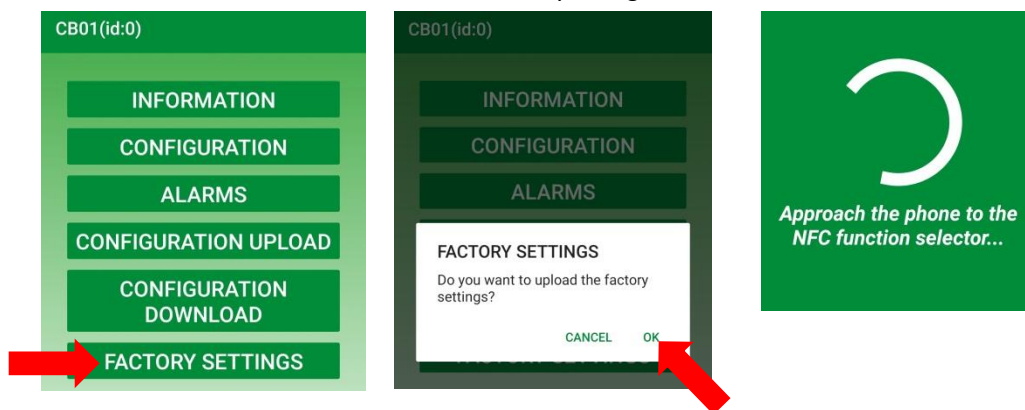 CB01(id:0)
INFORMATION
CONFIGURATION
ALARMS
CONFIGURATION UPLOAD
CONFIGURATION
DOWNLOAD
FACTORY SETTINGS
CB01(id:0)
INFORMATION
CONFIGURATION
ALARMS
FACTORY SETTINGS
Do you want to upload the factory
settings?
CANCEL OK
FACTORY SETTINGS
Approach the phone to the
NFC function selector...